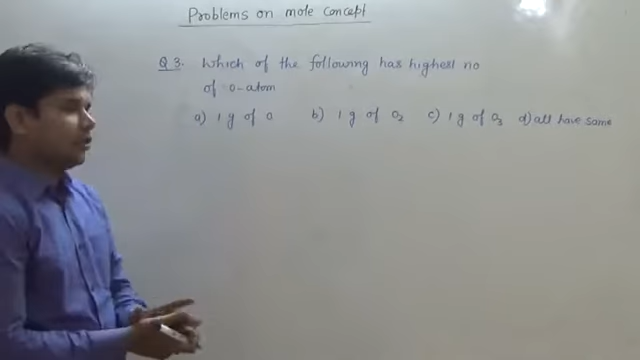 Problems on mole concept
Q3. Which of the following has highest no
of O-atom
a) 1 g of O b) 1 g of O₂ c) 1 g of O₃ d) all have same